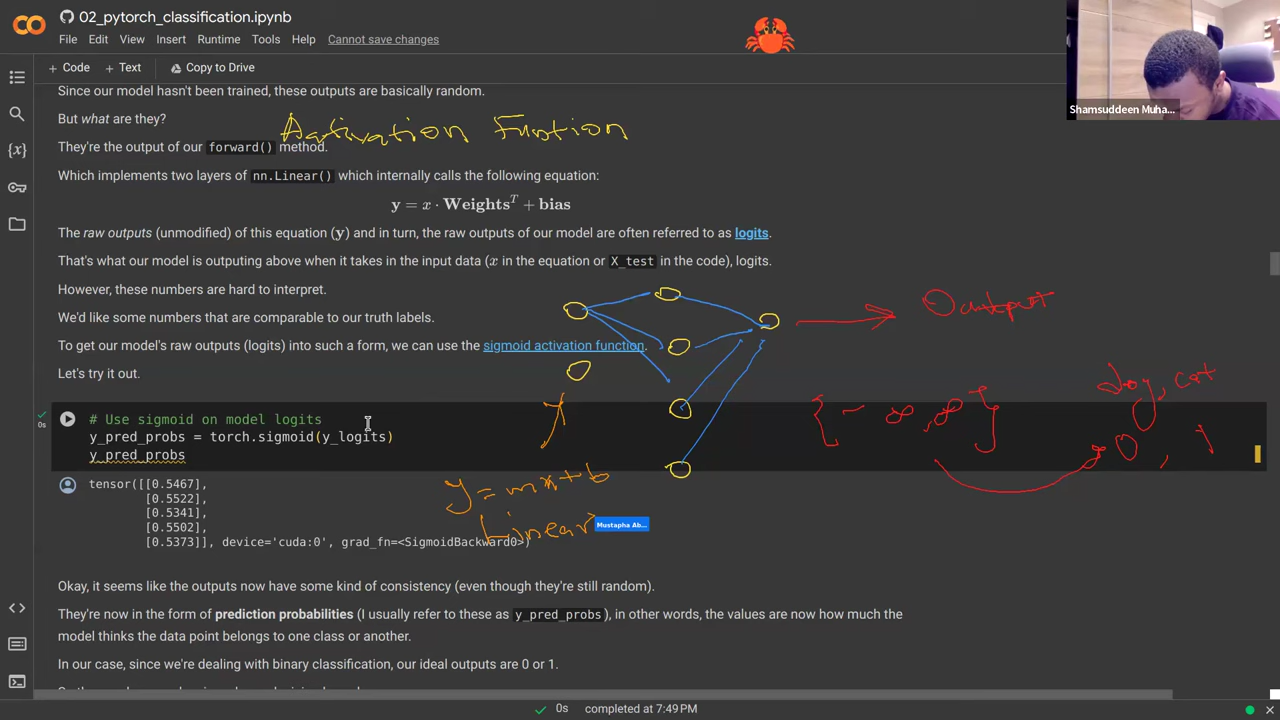 02_pytorch_classification.ipynb
File Edit View Insert Runtime Tools Help Cannot save changes
+ Code + Text Copy to Drive
Shamsuddeen Muha...
Since our model hasn't been trained, these outputs are basically random.
But what are they?
Activation Function
They're the output of our forward() method.
Which implements two layers of nn.Linear() which internally calls the following equation:
y = x · Weights^T + bias
The raw outputs (unmodified) of this equation (y) and in turn, the raw outputs of our model are often referred to as logits.
That's what our model is outputing above when it takes in the input data (x in the equation or X_test in the code), logits.
However, these numbers are hard to interpret.
Output
We'd like some numbers that are comparable to our truth labels.
To get our model's raw outputs (logits) into such a form, we can use the sigmoid activation function.
Let's try it out.
dog, cat
{- ∞, ∞}
0, 1
0s
# Use sigmoid on model logits
y_pred_probs = torch.sigmoid(y_logits)
y_pred_probs
y = mx + b
Linear
Mustapha Ab...
tensor([[0.5467],
[0.5522],
[0.5341],
[0.5502],
[0.5373]], device='cuda:0', grad_fn=<SigmoidBackward0>)
Okay, it seems like the outputs now have some kind of consistency (even though they're still random).
They're now in the form of prediction probabilities (I usually refer to these as y_pred_probs), in other words, the values are now how much the
model thinks the data point belongs to one class or another.
In our case, since we're dealing with binary classification, our ideal outputs are 0 or 1.
0s completed at 7:49 PM